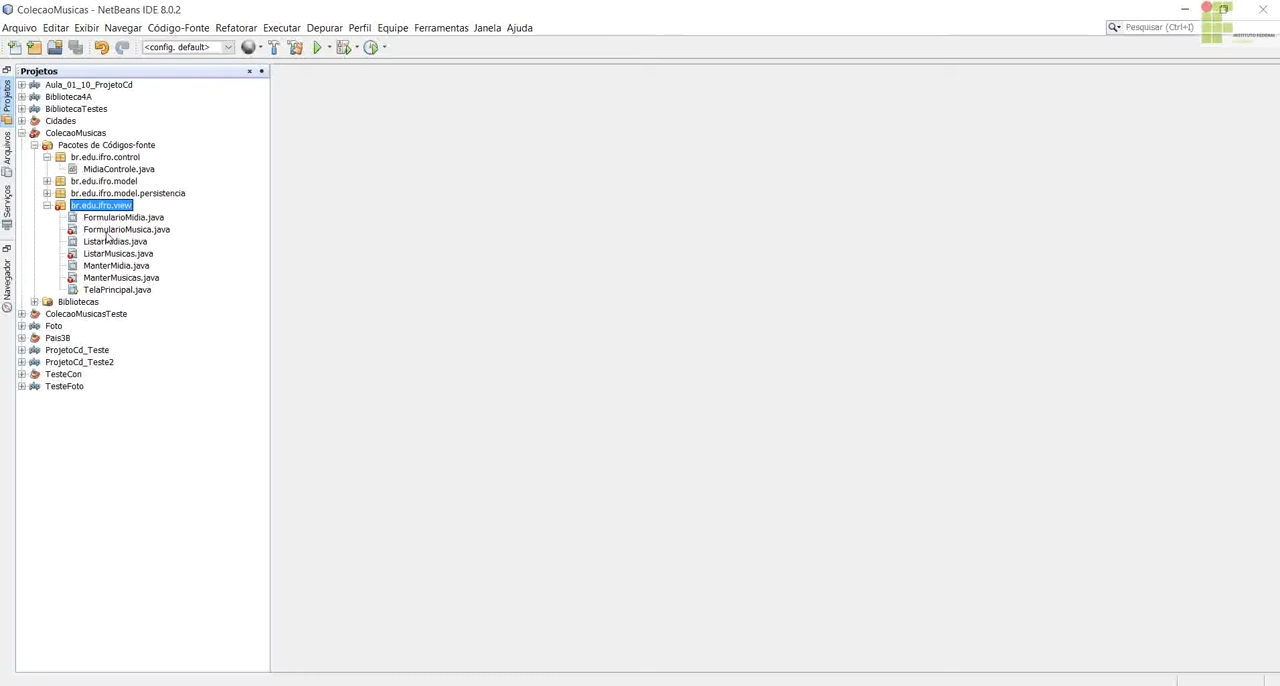 ColecaoMusicas - NetBeans IDE 8.0.2
Arquivo Editar Exibir Navegar Código-Fonte Refatorar Executar Depurar Perfil Equipe Ferramentas Janela Ajuda
Pesquisar (Ctrl+I)
INSTITUTO FEDERAL
<config. default>
Projetos
Arquivos
Serviços
Navegador
Projetos
Aula_01_10_ProjetoCd
Biblioteca4A
BibliotecaTestes
Cidades
ColecaoMusicas
Pacotes de Códigos-fonte
br.edu.ifro.control
MidiaControle.java
br.edu.ifro.model
br.edu.ifro.model.persistencia
br.edu.ifro.view
FormularioMidia.java
FormularioMusica.java
ListarMidias.java
ListarMusicas.java
ManterMidia.java
ManterMusicas.java
TelaPrincipal.java
Bibliotecas
ColecaoMusicasTeste
Foto
Pais3B
ProjetoCd_Teste
ProjetoCd_Teste2
TesteCon
TesteFoto